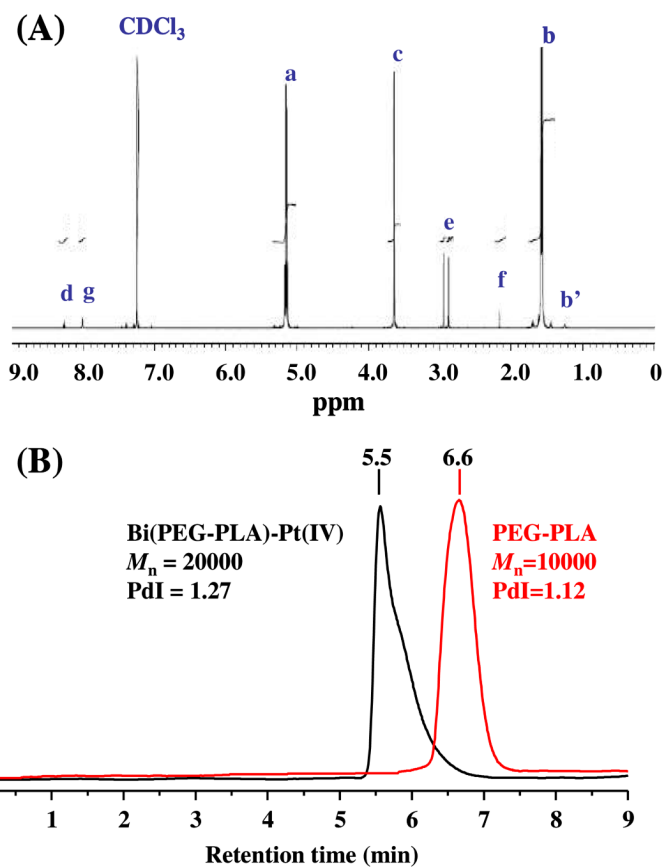 (A)
CDCl3
a
c
b
e
d
g
f
b’
9.0 8.0 7.0 6.0 5.0 4.0 3.0 2.0 1.0 0
ppm
(B)
5.5
6.6
Bi(PEG-PLA)-Pt(IV)
Mn = 20000
PdI = 1.27
PEG-PLA
Mn=10000
PdI=1.12
1 2 3 4 5 6 7 8 9
Retention time (min)